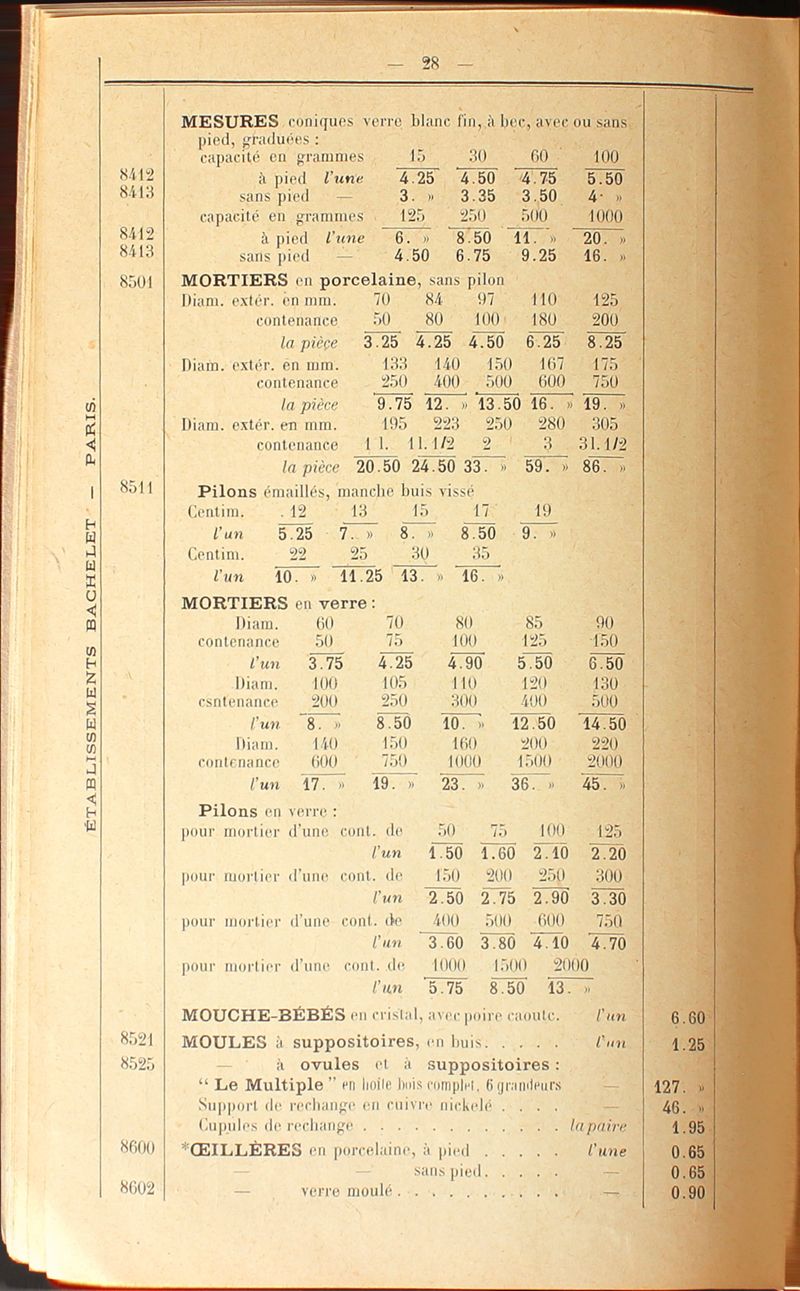 — 28 —
ÉTABLISSEMENTS BACHELET — PARIS.
MESURES coniques verre blanc fin, à bec, avec ou sans
pied, graduées :
capacité en grammes 15 30 60 100
8412 à pied l'une 4.25 4.50 4.75 5.50
8413 sans pied — 3. » 3.35 3.50 4· »
capacité en grammes 125 250 500 1000
8412 à pied l'une 6. » 8.50 11. » 20. »
8413 sans pied — 4.50 6.75 9.25 16. »
8501 MORTIERS en porcelaine, sans pilon
Diam. extér. en mm. 70 84 97 110 125
contenance 50 80 100 180 200
la pièce 3.25 4.25 4.50 6.25 8.25
Diam. extér. en mm. 133 140 150 167 175
contenance 250 400 500 600 750
la pièce 9.75 12. » 13.50 16. » 19. »
Diam. extér. en mm. 195 223 250 280 305
contenance 1 l. 1l.1/2 2 3 3l.1/2
la pièce 20.50 24.50 33. » 59. » 86. »
8511 Pilons émaillés, manche buis vissé
Centim. . 12 13 15 17 19
l'un 5.25 7. » 8. » 8.50 9. »
Centim. 22 25 30 35
l'un 10. » 11.25 13. » 16. »
MORTIERS en verre :
Diam. 60 70 80 85 90
contenance 50 75 100 125 150
l'un 3.75 4.25 4.90 5.50 6.50
Diam. 100 105 110 120 130
csntenance 200 250 300 400 500
l'un 8. » 8.50 10. » 12.50 14.50
Diam. 140 150 160 200 220
contenance 600 750 1000 1500 2000
l'un 17. » 19. » 23. » 36. » 45. »
Pilons en verre :
pour mortier d'une cont. de 50 75 100 125
l'un 1.50 1.60 2.10 2.20
pour mortier d'une cont. de 150 200 250 300
l'un 2.50 2.75 2.90 3.30
pour mortier d'une cont. de 400 500 600 750
l'un 3.60 3.80 4.10 4.70
pour mortier d'une cont. de 1000 1500 2000
l'un 5.75 8.50 13. »
MOUCHE-BÉBÉS en cristal, avec poire caoutc. l'un 6.60
8521 MOULES à suppositoires, en buis. . . . . l'un 1.25
8525 — à ovules et à suppositoires :
“ Le Multiple ” en boîte bois complet, 6 grandeurs — 127. »
Support de rechange en cuivre nickelé . . . . — 46. »
Cupules de rechange . . . . . . . . . . . . la paire 1.95
8600 *ŒILLÈRES en porcelaine, à pied . . . . . l'une 0.65
— — sans pied. . . . . — 0.65
8602 — verre moulé . . . . . . . . . . — 0.90